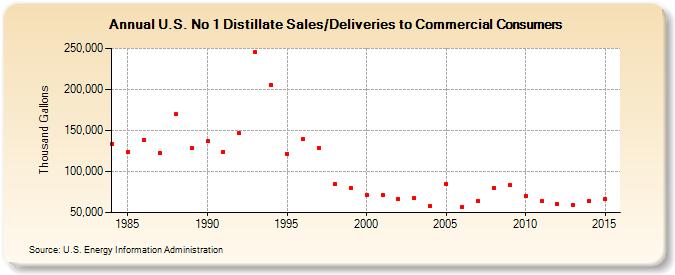 Annual U.S. No 1 Distillate Sales/Deliveries to Commercial Consumers
Thousand Gallons
250,000
200,000
150,000
100,000
50,000
1985 1990 1995 2000 2005 2010 2015
Source: U.S. Energy Information Administration